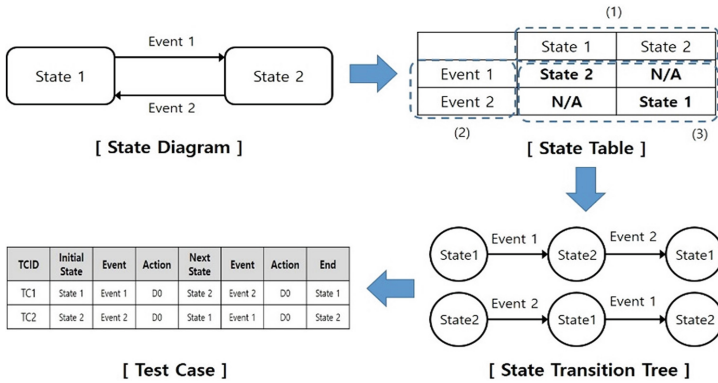 Event 1
State 1
State 2
Event 2
[ State Diagram ]
(1)
State 1 State 2
Event 1 State 2 N/A
Event 2 N/A State 1
(2)
(3)
[ State Table ]
State1 Event 1 State2 Event 2 State1
State2 Event 2 State1 Event 1 State2
[ State Transition Tree ]
TCID Initial State Event Action Next State Event Action End
TC1 State 1 Event 1 D0 State 2 Event 2 D0 State 1
TC2 State 2 Event 2 D0 State 1 Event 1 D0 State 2
[ Test Case ]